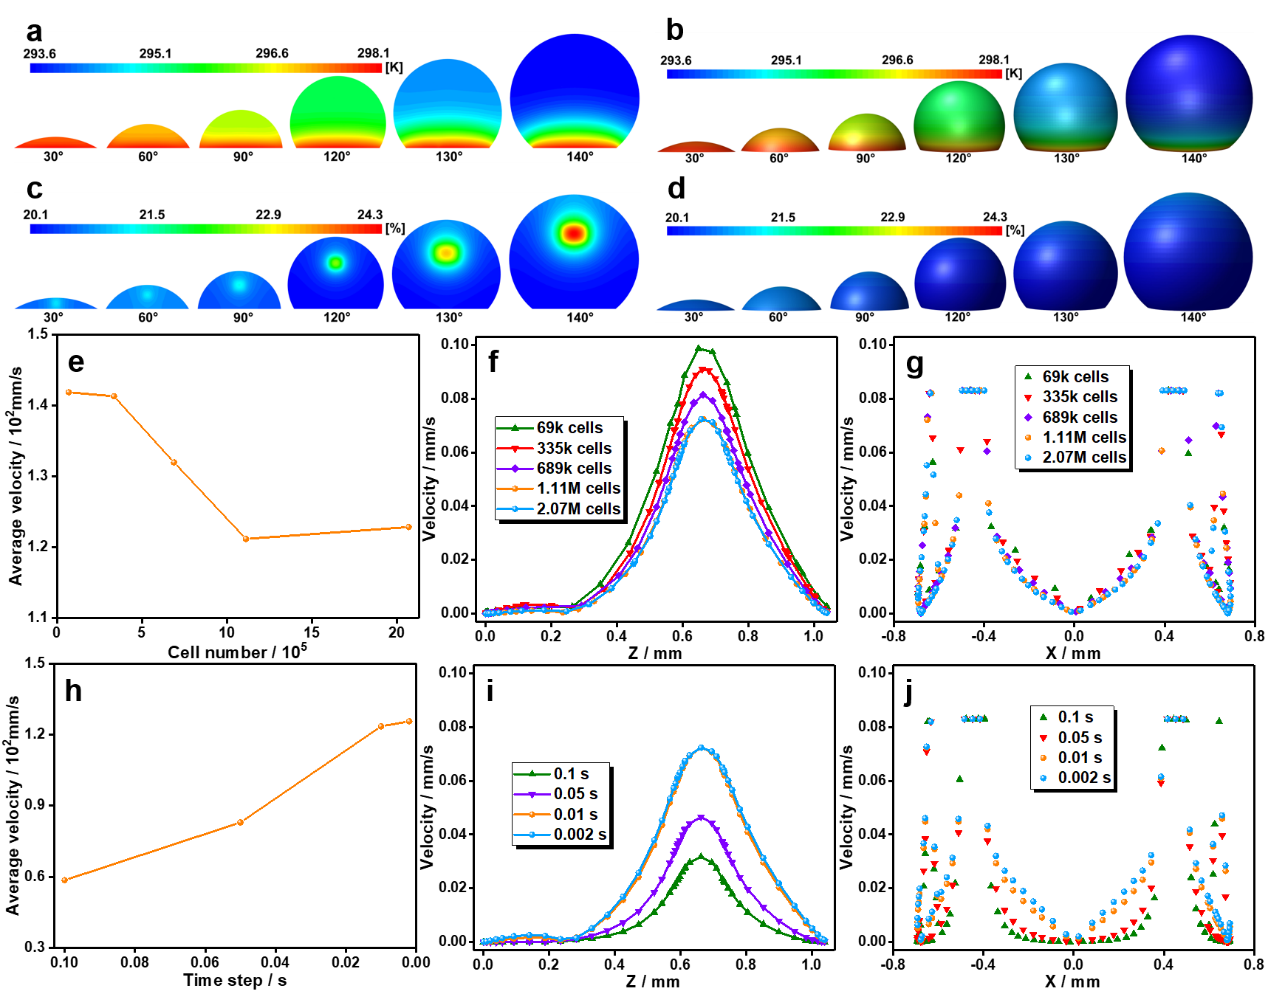 a
293.6 295.1 296.6 298.1
[K]
30° 60° 90° 120° 130° 140°
b
293.6 295.1 296.6 298.1
[K]
30° 60° 90° 120° 130° 140°
c
20.1 21.5 22.9 24.3
[%]
30° 60° 90° 120° 130° 140°
d
20.1 21.5 22.9 24.3
[%]
30° 60° 90° 120° 130° 140°
e
Average velocity / 10²mm/s
1.5
1.4
1.3
1.2
1.1
0 5 10 15 20
Cell number / 10⁵
f
Velocity / mm/s
0.10
0.08
0.06
0.04
0.02
0.00
69k cells
335k cells
689k cells
1.11M cells
2.07M cells
0.0 0.2 0.4 0.6 0.8 1.0
Z / mm
g
Velocity / mm/s
0.10
0.08
0.06
0.04
0.02
0.00
69k cells
335k cells
689k cells
1.11M cells
2.07M cells
-0.8 -0.4 0.0 0.4 0.8
X / mm
h
Average velocity / 10²mm/s
1.5
1.2
0.9
0.6
0.3
0.10 0.08 0.06 0.04 0.02 0.00
Time step / s
i
Velocity / mm/s
0.10
0.08
0.06
0.04
0.02
0.00
0.1 s
0.05 s
0.01 s
0.002 s
0.0 0.2 0.4 0.6 0.8 1.0
Z / mm
j
Velocity / mm/s
0.10
0.08
0.06
0.04
0.02
0.00
0.1 s
0.05 s
0.01 s
0.002 s
-0.8 -0.4 0.0 0.4 0.8
X / mm